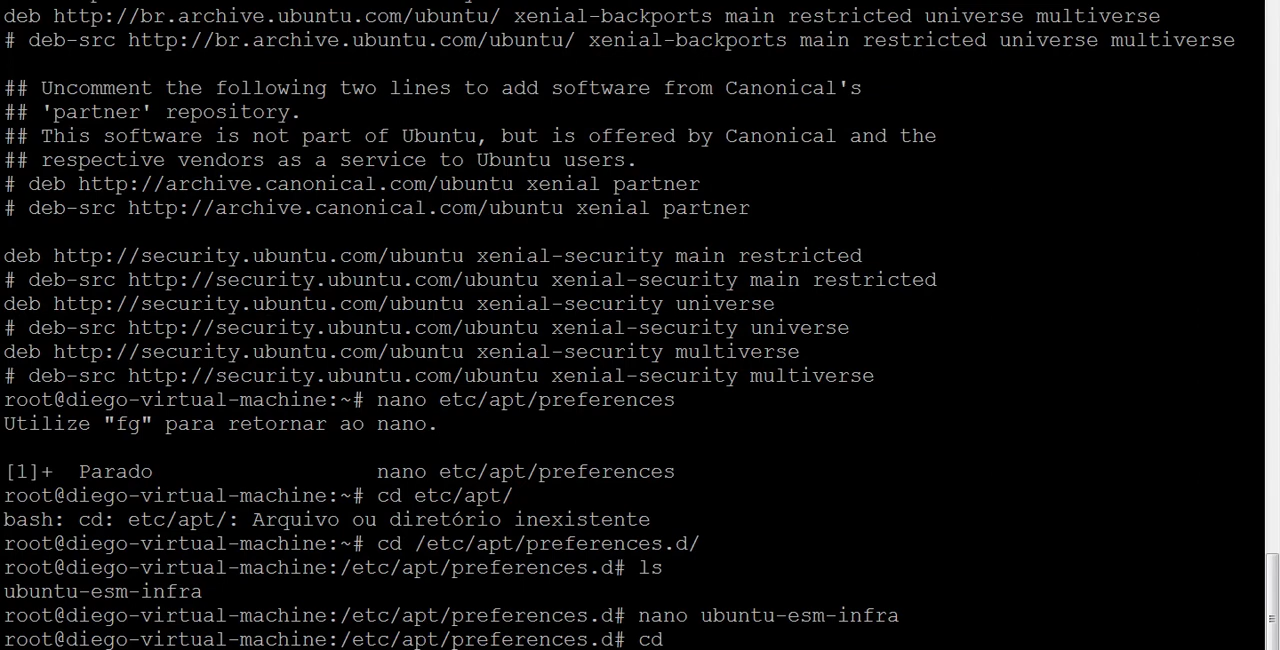 deb http://br.archive.ubuntu.com/ubuntu/ xenial-backports main restricted universe multiverse
# deb-src http://br.archive.ubuntu.com/ubuntu/ xenial-backports main restricted universe multiverse

## Uncomment the following two lines to add software from Canonical's
## 'partner' repository.
## This software is not part of Ubuntu, but is offered by Canonical and the
## respective vendors as a service to Ubuntu users.
# deb http://archive.canonical.com/ubuntu xenial partner
# deb-src http://archive.canonical.com/ubuntu xenial partner

deb http://security.ubuntu.com/ubuntu xenial-security main restricted
# deb-src http://security.ubuntu.com/ubuntu xenial-security main restricted
deb http://security.ubuntu.com/ubuntu xenial-security universe
# deb-src http://security.ubuntu.com/ubuntu xenial-security universe
deb http://security.ubuntu.com/ubuntu xenial-security multiverse
# deb-src http://security.ubuntu.com/ubuntu xenial-security multiverse
root@diego-virtual-machine:~# nano etc/apt/preferences
Utilize "fg" para retornar ao nano.

[1]+  Parado                  nano etc/apt/preferences
root@diego-virtual-machine:~# cd etc/apt/
bash: cd: etc/apt/: Arquivo ou diretório inexistente
root@diego-virtual-machine:~# cd /etc/apt/preferences.d/
root@diego-virtual-machine:/etc/apt/preferences.d# ls
ubuntu-esm-infra
root@diego-virtual-machine:/etc/apt/preferences.d# nano ubuntu-esm-infra
root@diego-virtual-machine:/etc/apt/preferences.d# cd